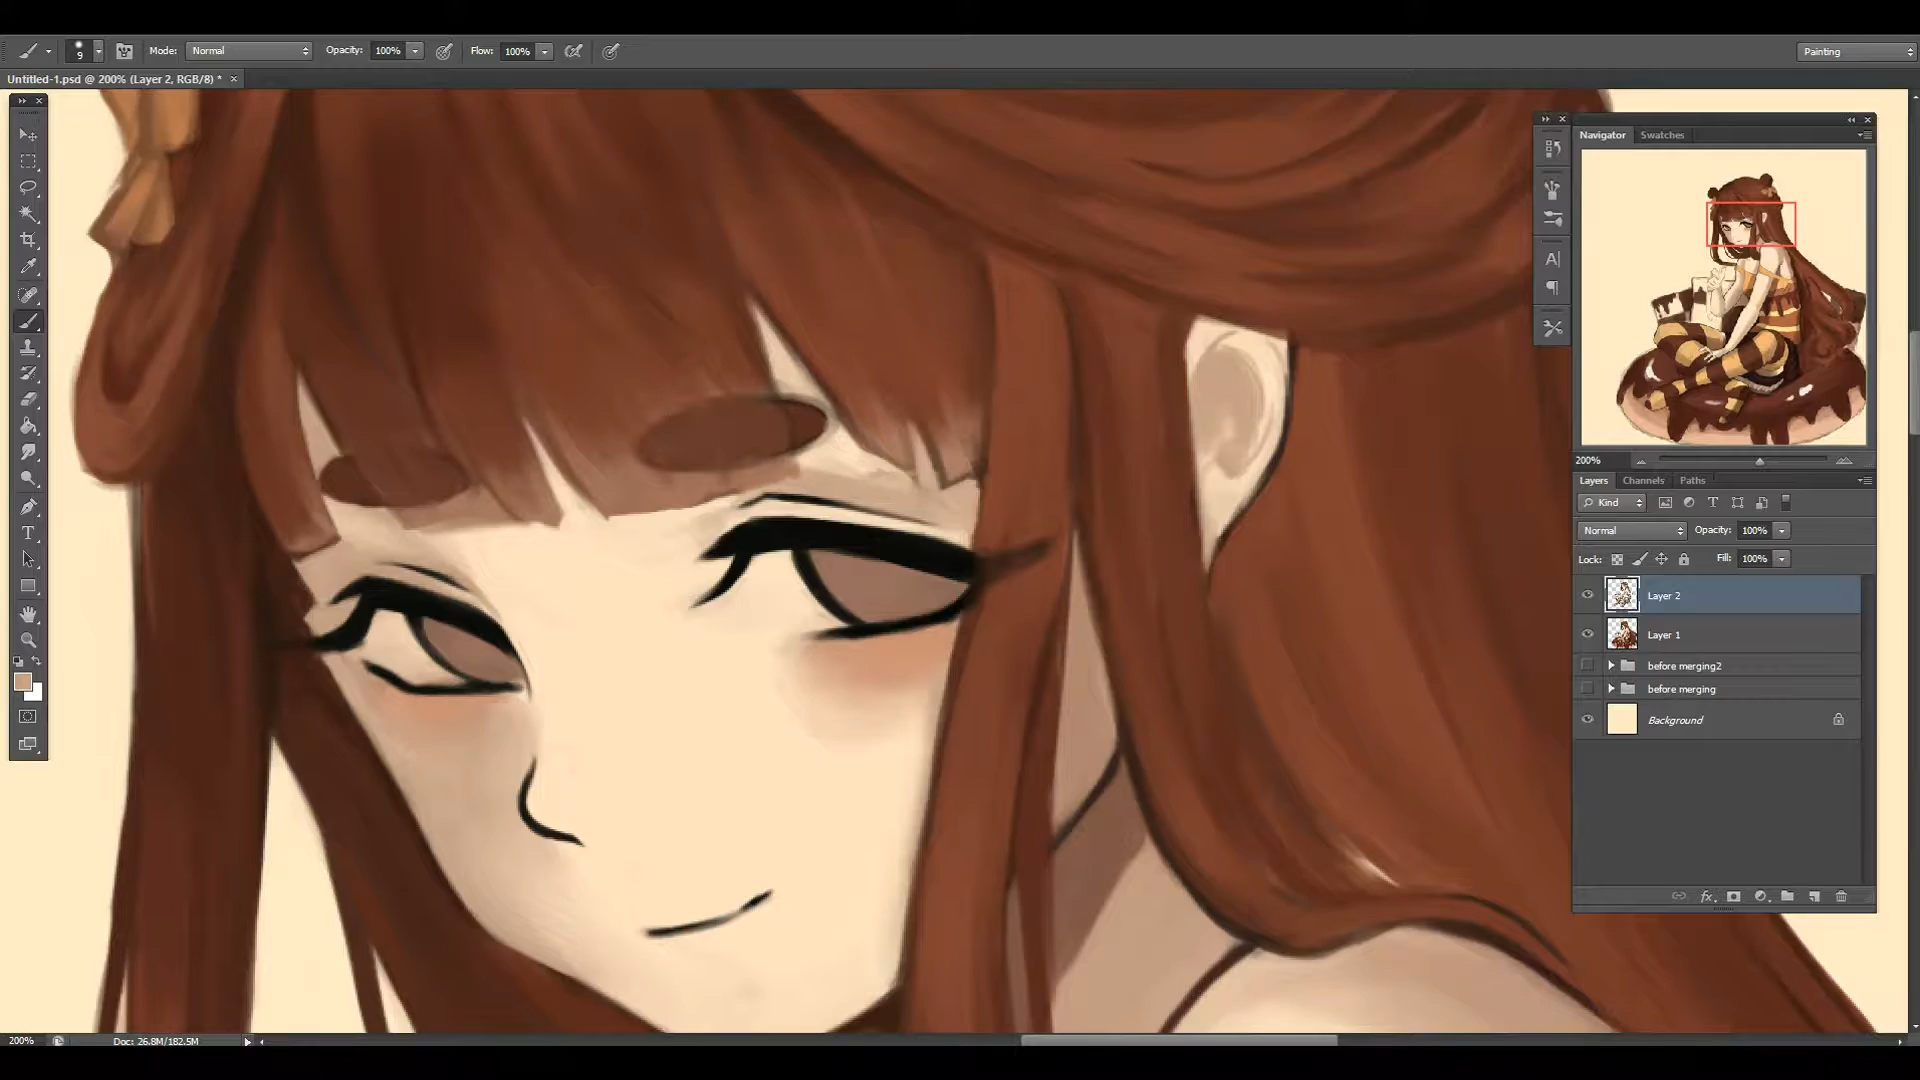 9 Mode: Normal Opacity: 100% Flow: 100% Painting
Untitled-1.psd @ 200% (Layer 2, RGB/8) * ×
Navigator Swatches
200%
Layers Channels Paths
Kind
Normal Opacity: 100%
Lock: Fill: 100%
Layer 2
Layer 1
before merging2
before merging
Background
fx
200% Doc: 26.8M/182.5M